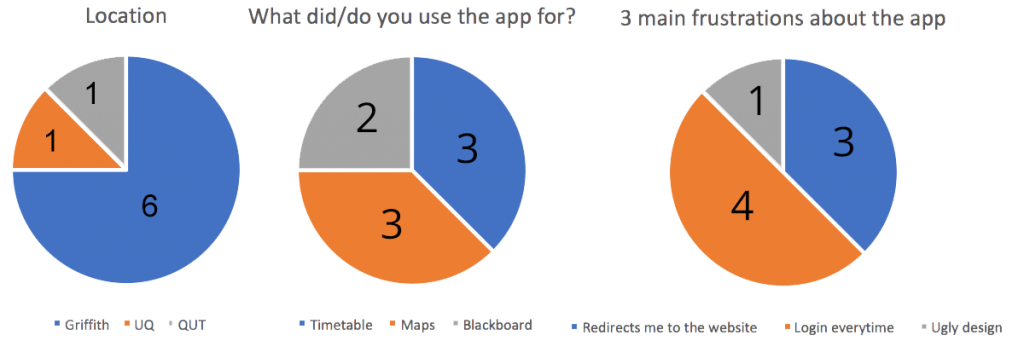 Location
1
1
6
Griffith UQ QUT
What did/do you use the app for?
2
3
3
Timetable Maps Blackboard
3 main frustrations about the app
1
3
4
Redirects me to the website Login everytime Ugly design